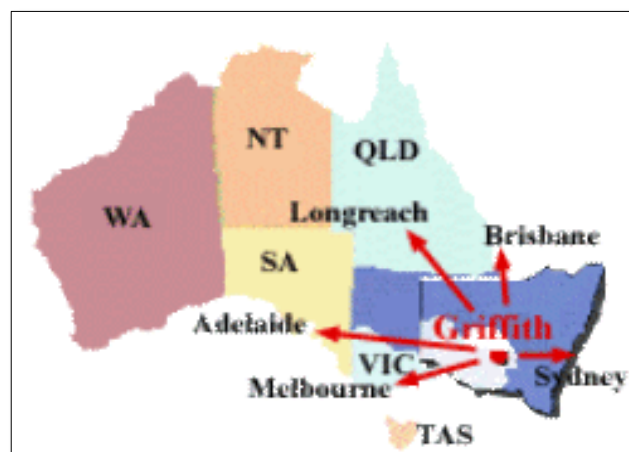 NT
QLD
WA
Longreach
Brisbane
SA
Adelaide
Griffith
VIC
Sydney
Melbourne
TAS